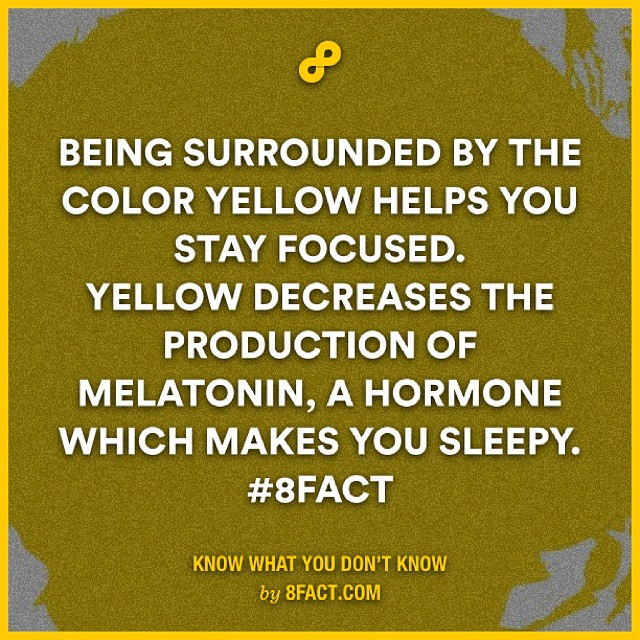 BEING SURROUNDED BY THE
COLOR YELLOW HELPS YOU
STAY FOCUSED.
YELLOW DECREASES THE
PRODUCTION OF
MELATONIN, A HORMONE
WHICH MAKES YOU SLEEPY.
#8FACT
KNOW WHAT YOU DON'T KNOW
by 8FACT.COM